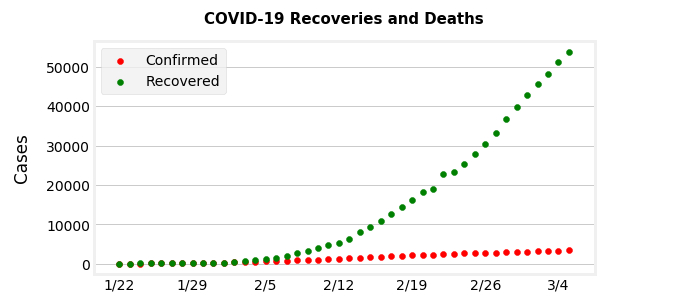 COVID-19 Recoveries and Deaths
Confirmed
Recovered
Cases
50000
40000
30000
20000
10000
0
1/22 1/29 2/5 2/12 2/19 2/26 3/4